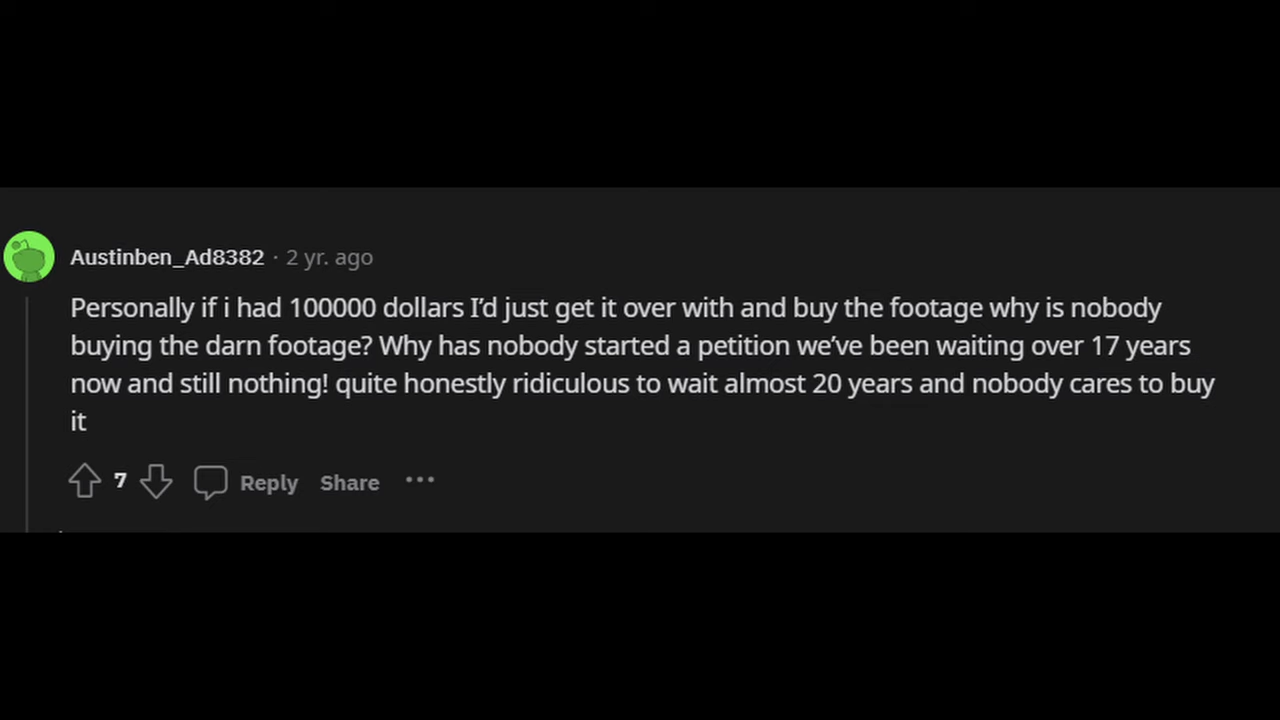 Austinben_Ad8382 · 2 yr. ago
Personally if i had 100000 dollars I’d just get it over with and buy the footage why is nobody
buying the darn footage? Why has nobody started a petition we’ve been waiting over 17 years
now and still nothing! quite honestly ridiculous to wait almost 20 years and nobody cares to buy
it
7 Reply Share ···